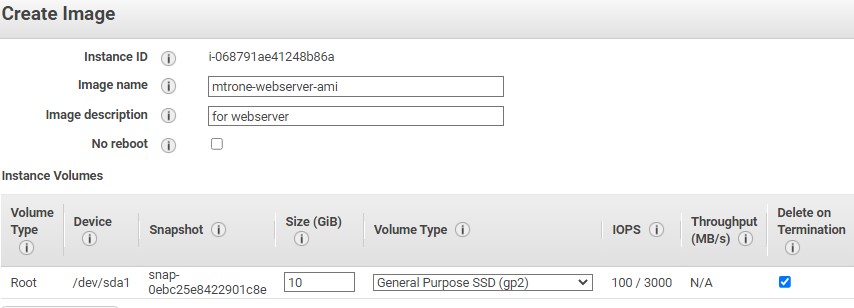 Create Image
Instance ID i-068791ae41248b86a
Image name mtrone-webserver-ami
Image description for webserver
No reboot
Instance Volumes
Volume Type Device Snapshot Size (GiB) Volume Type IOPS Throughput (MB/s) Delete on Termination
Root /dev/sda1 snap-0ebc25e8422901c8e 10 General Purpose SSD (gp2) 100 / 3000 N/A